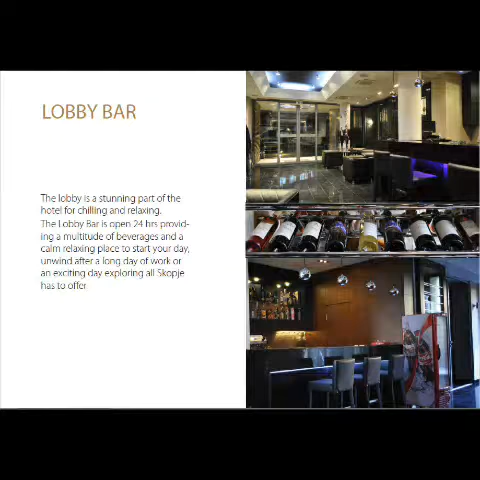 LOBBY BAR
The lobby is a stunning part of the
hotel for chilling and relaxing.
The Lobby Bar is open 24 hrs provid-
ing a multitude of beverages and a
calm relaxing place to start your day,
unwind after a long day of work or
an exciting day exploring all Skopje
has to offer